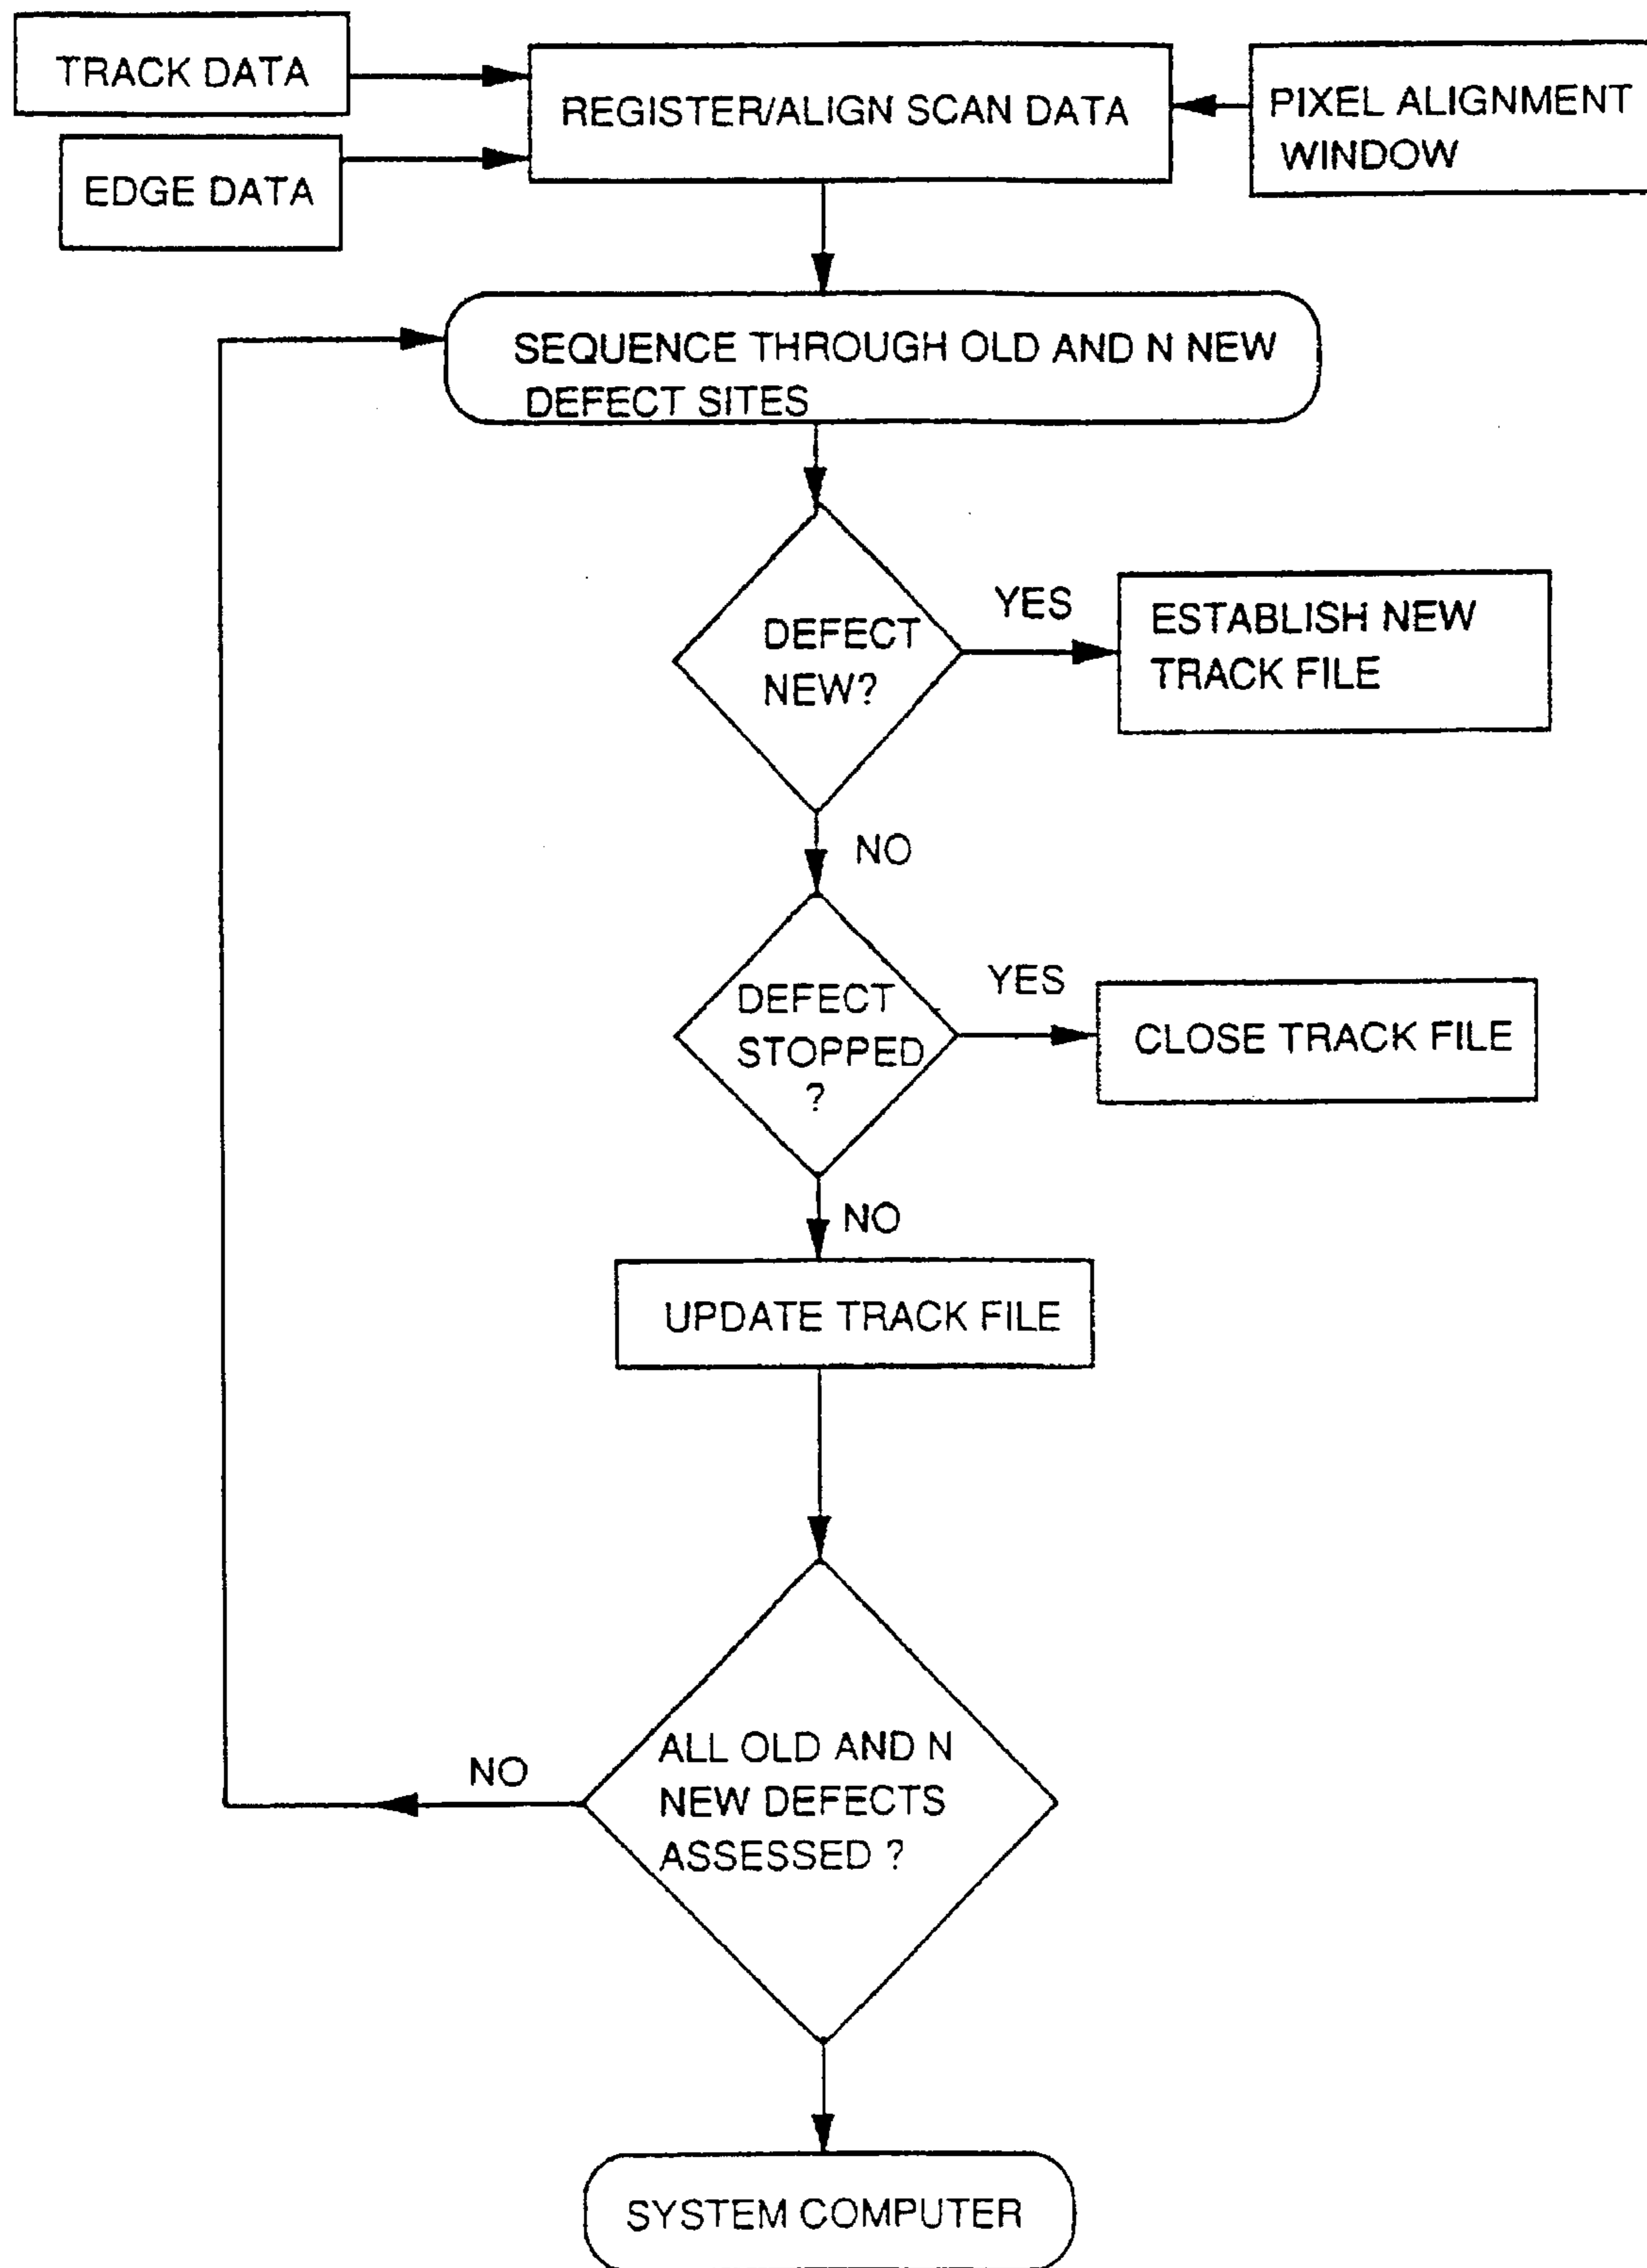 TRACK DATA
EDGE DATA
REGISTER/ALIGN SCAN DATA
PIXEL ALIGNMENT
WINDOW
SEQUENCE THROUGH OLD AND N NEW
DEFECT SITES
DEFECT
NEW?
YES
ESTABLISH NEW
TRACK FILE
NO
DEFECT
STOPPED
?
YES
CLOSE TRACK FILE
NO
UPDATE TRACK FILE
ALL OLD AND N
NEW DEFECTS
ASSESSED ?
NO
SYSTEM COMPUTER